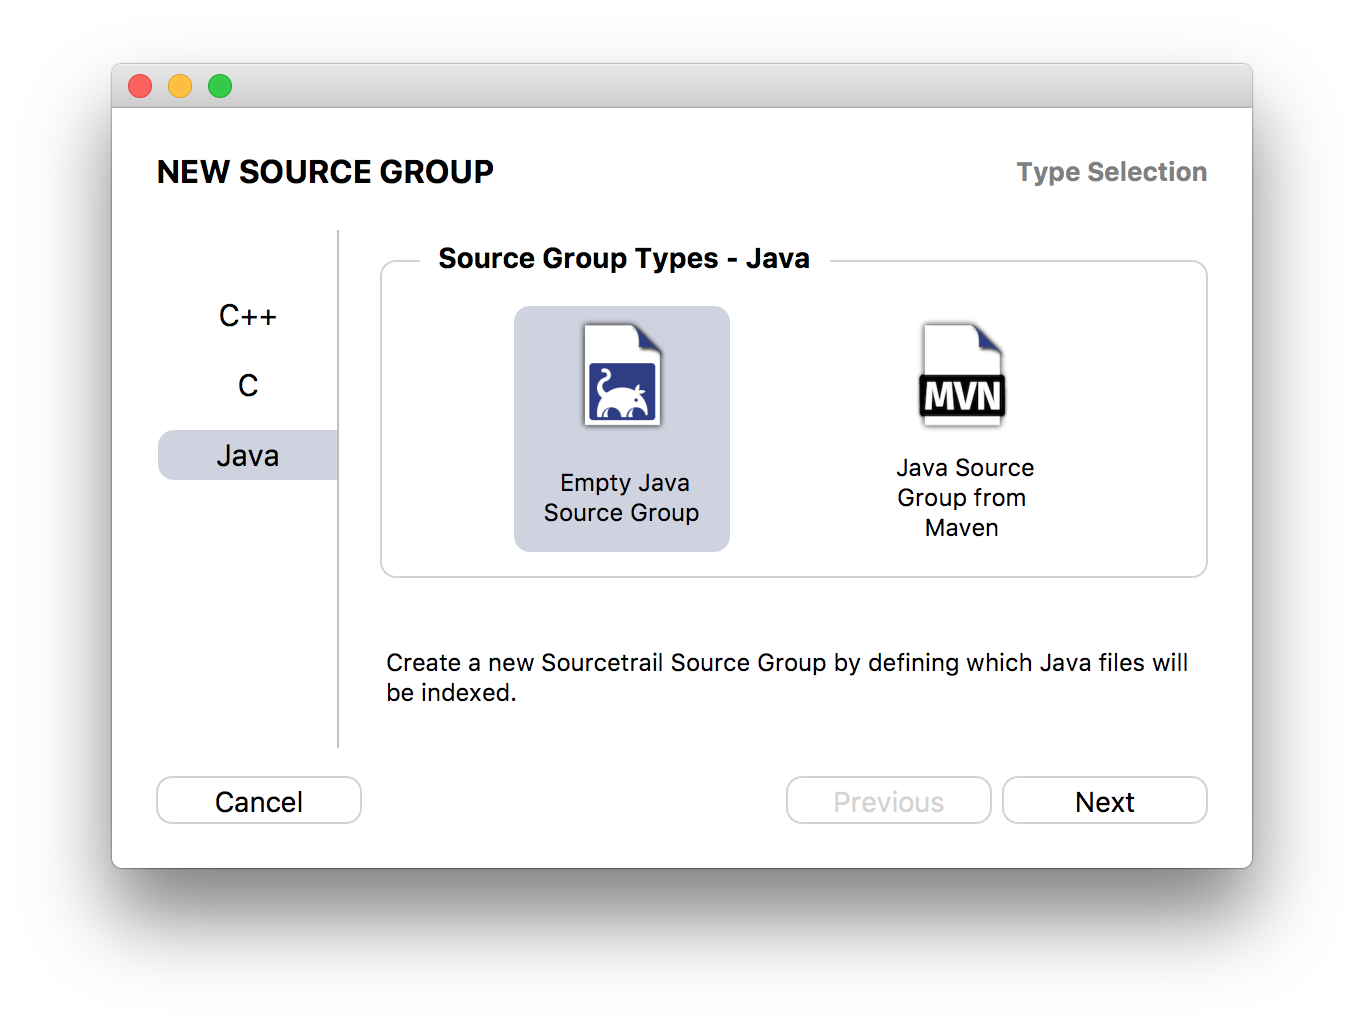 NEW SOURCE GROUP
Type Selection
C++
C
Java
Source Group Types - Java
Empty Java
Source Group
MVN
Java Source
Group from
Maven
Create a new Sourcetrail Source Group by defining which Java files will
be indexed.
Cancel
Previous
Next